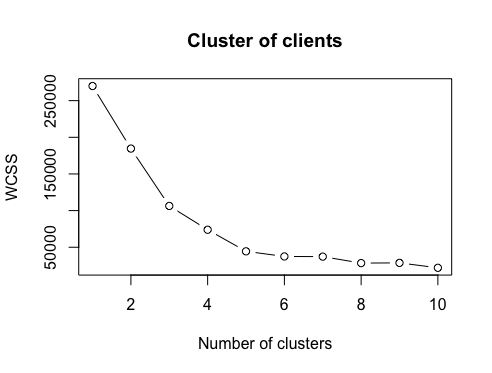 Cluster of clients
WCSS
250000
150000
50000
2 4 6 8 10
Number of clusters